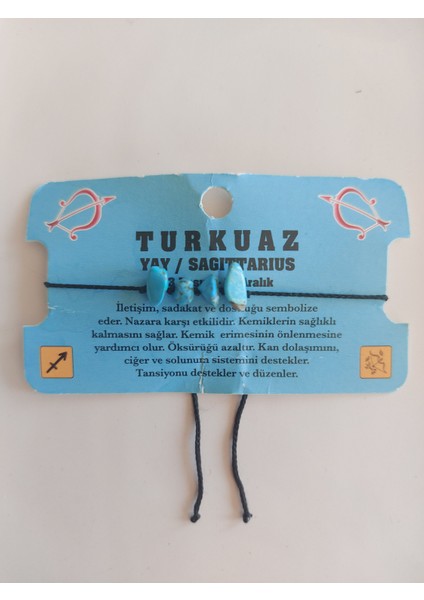 TURKUAZ
YAY / SAGITTARIUS
Aralık
İletişim, sadakat ve dostluğu sembolize
eder. Nazara karşı etkilidir. Kemiklerin sağlıklı
kalmasını sağlar. Kemik erimesinin önlenmesine
yardımcı olur. Öksürüğü azaltır. Kan dolaşımını,
ciğer ve solunum sistemini destekler.
Tansiyonu destekler ve düzenler.